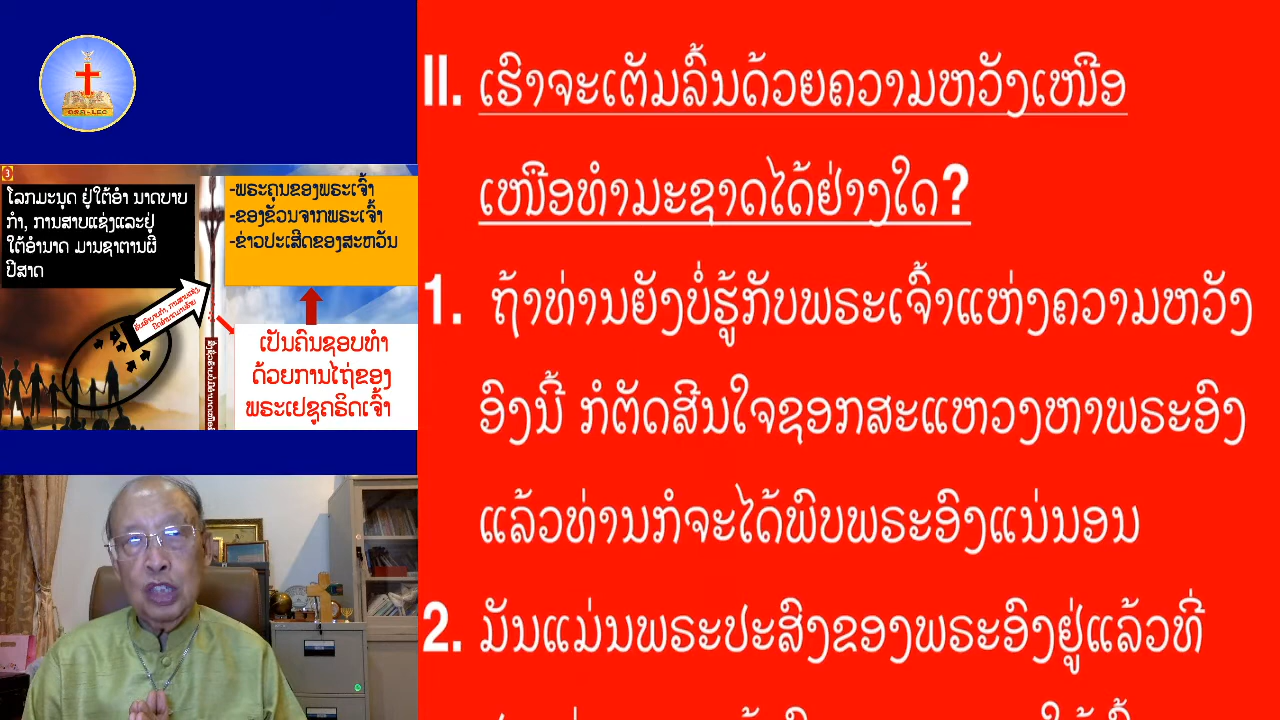 ອຣຄ - LEC
3
ໂລກມະນຸດ ຢູ່ໃຕ້ອຳ ນາດບາບ
ກຳ, ການສາບແຊ່ງແລະຢູ່
ໃຕ້ອຳນາດ ມານຊາຕານຜີ
ປີສາດ
-ພຣະຄຸນຂອງພຣະເຈົ້າ
-ຂອງຂັວນຈາກພຣະເຈົ້າ
-ຂ່າວປະເສີດຂອງສະຫວັນ
ເປັນຄົນຊອບທຳ
ດ້ວຍການໄຖ່ຂອງ
ພຣະເຢຊູຄຣິດເຈົ້າ
II. ເຮົາຈະເຕັມລົ້ນດ້ວຍຄວາມຫວັງເໜືອ
ເໜືອທຳມະຊາດໄດ້ຢ່າງໃດ?
1. ຖ້າທ່ານຍັງບໍ່ຮູ້ກັບພຣະເຈົ້າແຫ່ງຄວາມຫວັງ
ອົງນີ້ ກໍຕັດສີນໃຈຊອກສະແຫວງຫາພຣະອົງ
ແລ້ວທ່ານກໍຈະໄດ້ພົບພຣະອົງແນ່ນອນ
2. ມັນແມ່ນພຣະປະສົງຂອງພຣະອົງຢູ່ແລ້ວທີ່